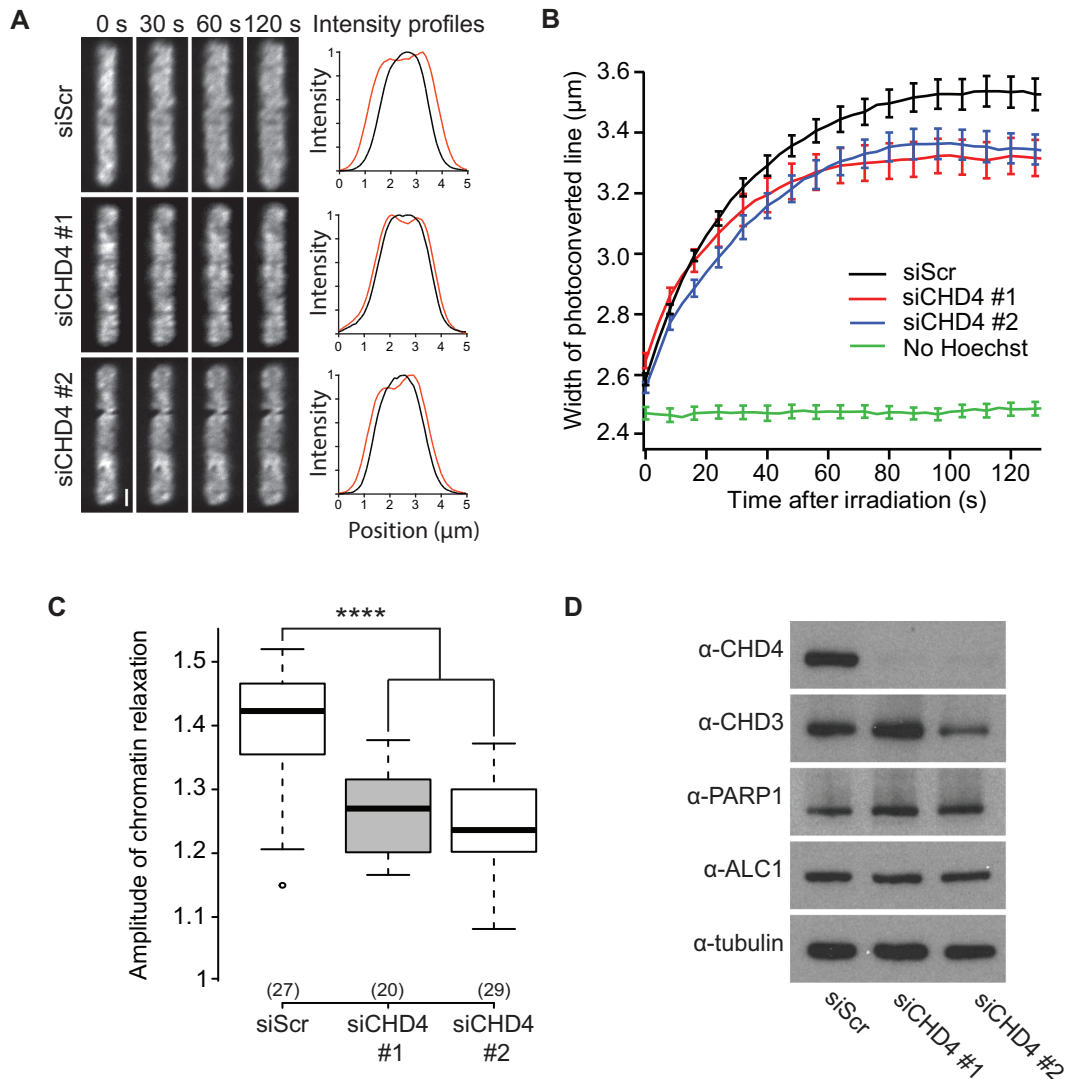 A
0 s 30 s 60 s 120 s Intensity profiles
siScr
siCHD4 #1
siCHD4 #2
Intensity
1
0 1 2 3 4 5
Intensity
1
0 1 2 3 4 5
Intensity
1
0 1 2 3 4 5
Position (μm)
B
Width of photoconverted line (μm)
3.6
3.4
3.2
3.0
2.8
2.6
2.4
siScr
siCHD4 #1
siCHD4 #2
No Hoechst
0 20 40 60 80 100 120
Time after irradiation (s)
C
****
Amplitude of chromatin relaxation
1.5
1.4
1.3
1.2
1.1
1
(27) (20) (29)
siScr siCHD4 siCHD4
#1 #2
D
α-CHD4
α-CHD3
α-PARP1
α-ALC1
α-tubulin
siScr
siCHD4 #1
siCHD4 #2